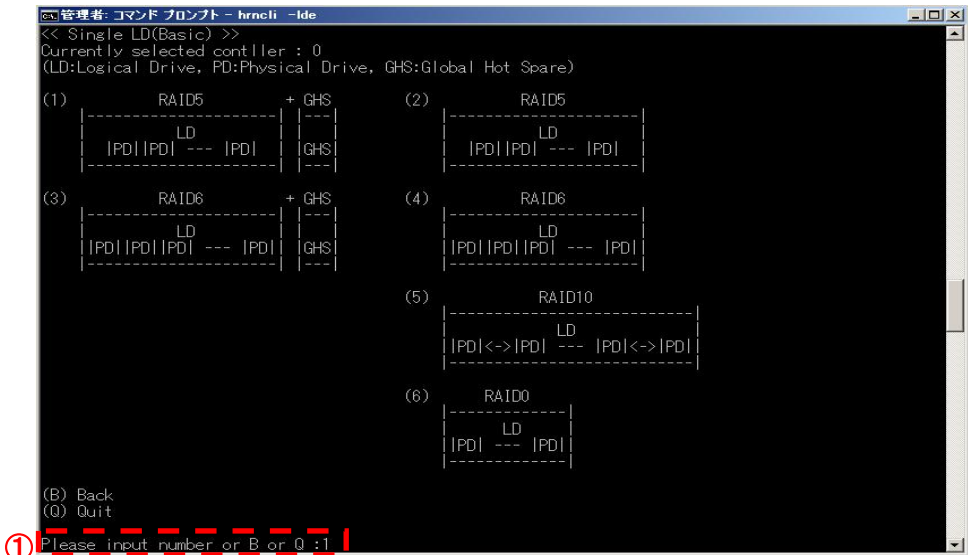 管理者: コマンド プロンプト - hrncli -lde
<< Single LD(Basic) >>
Currently selected contller : 0
(LD:Logical Drive, PD:Physical Drive, GHS:Global Hot Spare)
(1) RAID5 + GHS (2) RAID5
|----------------------| |---| |----------------------|
| LD | | | | LD |
| |PD||PD| --- |PD| | |GHS| | |PD||PD| --- |PD| |
|----------------------| |---| |----------------------|
(3) RAID6 + GHS (4) RAID6
|----------------------| |---| |----------------------|
| LD | | | | LD |
||PD||PD||PD| --- |PD|| |GHS| ||PD||PD||PD| --- |PD||
|----------------------| |---| |----------------------|
(5) RAID10
|----------------------------|
| LD |
||PD|<->|PD| --- |PD|<->|PD||
|----------------------------|
(6) RAID0
|-------------|
| LD |
||PD| --- |PD||
|-------------|
(B) Back
(Q) Quit
① Please input number or B or Q :1